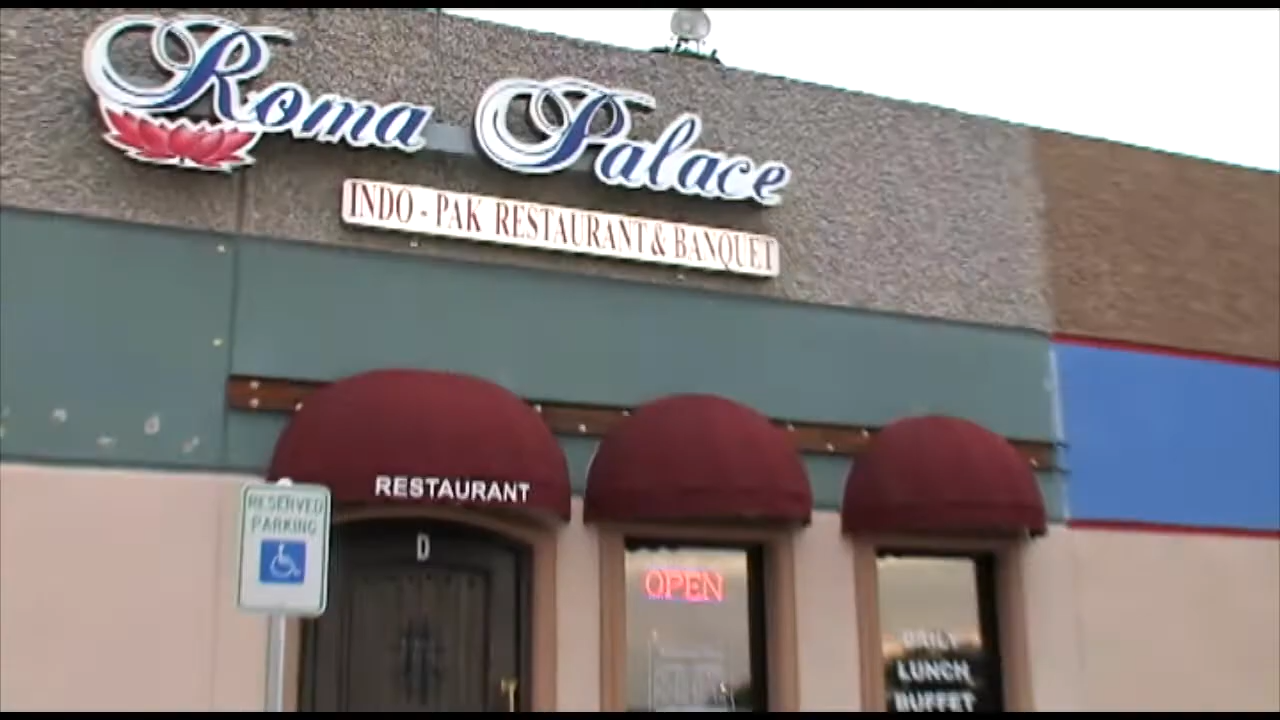 Roma Palace
INDO - PAK RESTAURANT & BANQUET
RESTAURANT
RESERVED
PARKING
D
OPEN
DAILY
LUNCH
BUFFET